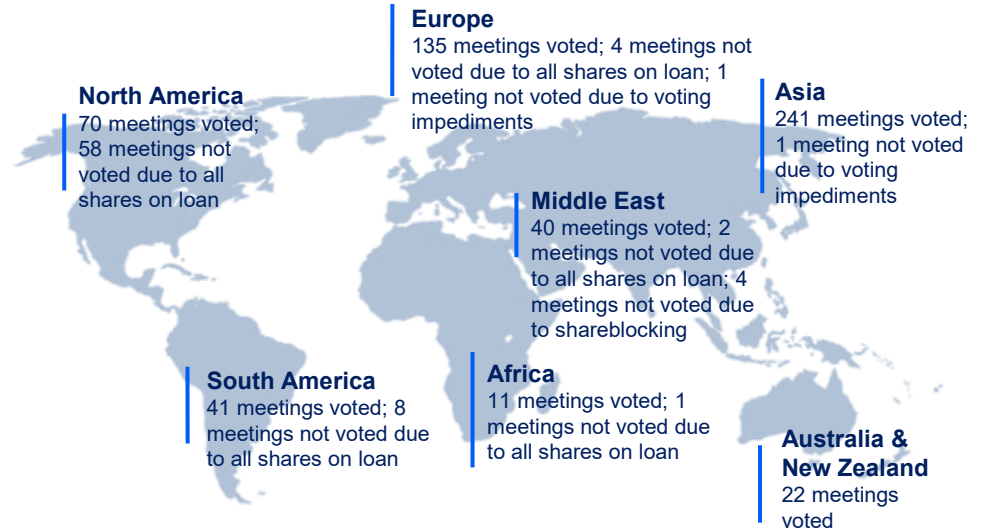 Europe
135 meetings voted; 4 meetings not
voted due to all shares on loan; 1
meeting not voted due to voting
impediments
North America
70 meetings voted;
58 meetings not
voted due to all
shares on loan
Asia
241 meetings voted;
1 meeting not voted
due to voting
impediments
Middle East
40 meetings voted; 2
meetings not voted due
to all shares on loan; 4
meetings not voted due
to shareblocking
South America
41 meetings voted; 8
meetings not voted due
to all shares on loan
Africa
11 meetings voted; 1
meetings not voted due
to all shares on loan
Australia &
New Zealand
22 meetings
voted